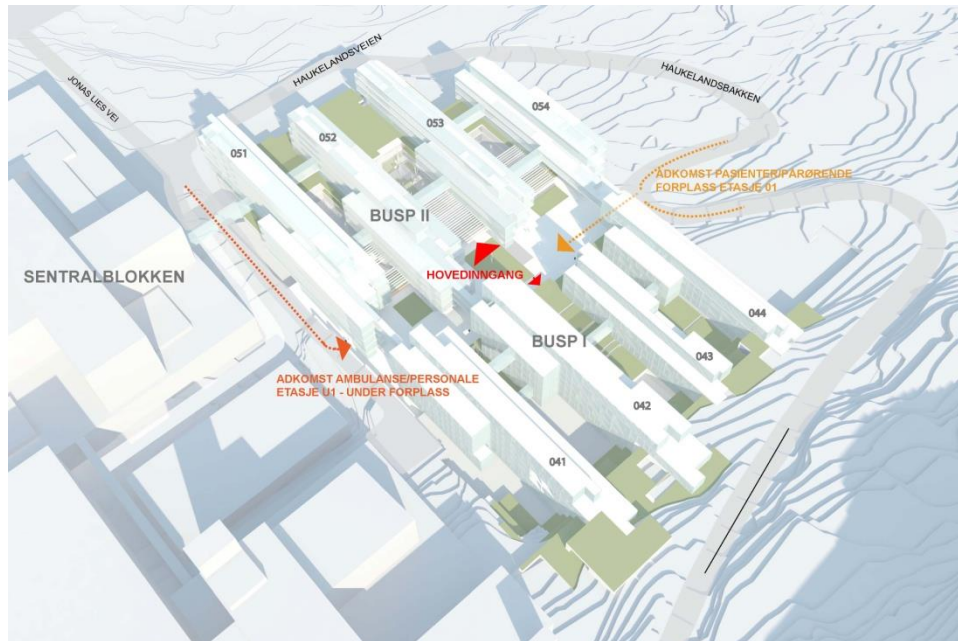 HAUKELANDSVEIEN
JONAS LIES VEI
HAUKELANDSBAKKEN
054
053
052
051
ADKOMST PASIENTER/PÅRØRENDE
FORPLASS ETASJE 01
BUSP II
HOVEDINNGANG
SENTRALBLOKKEN
044
BUSP I
043
ADKOMST AMBULANSE/PERSONALE
ETASJE U1 - UNDER FORPLASS
042
041